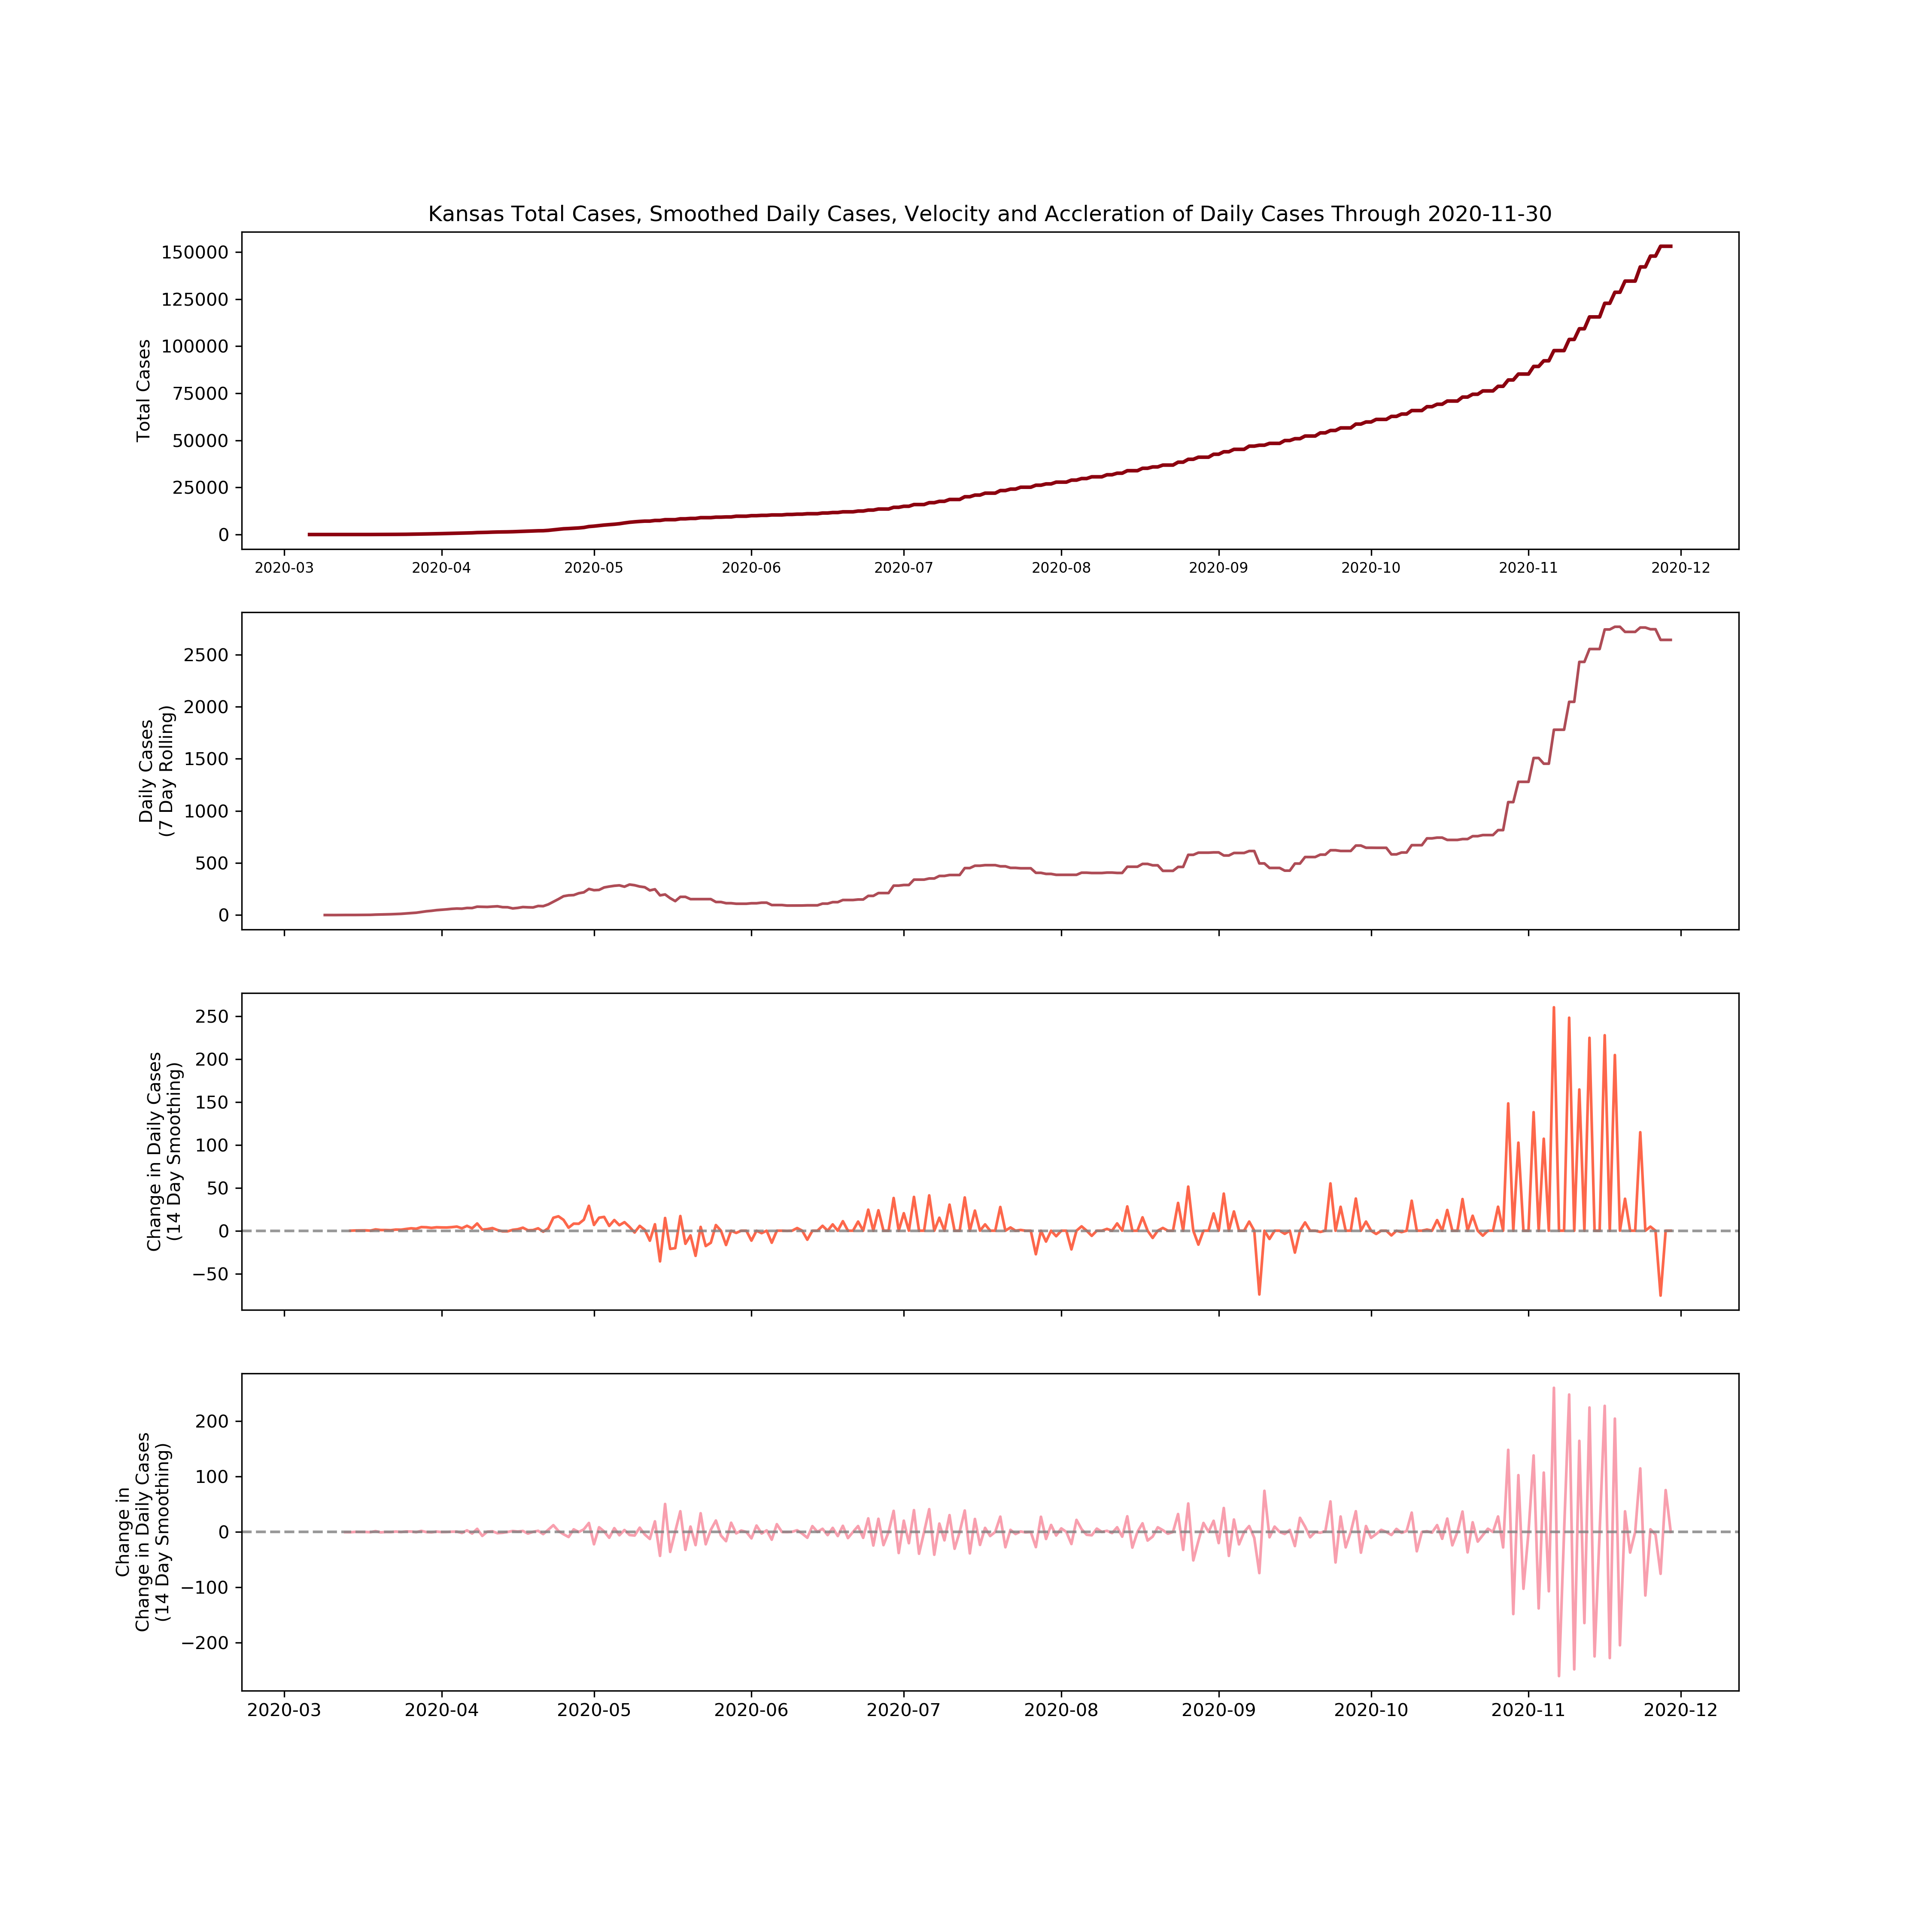 Kansas Total Cases, Smoothed Daily Cases, Velocity and Accleration of Daily Cases Through 2020-11-30
150000
125000
100000
75000
50000
25000
0
Total Cases
2020-03 2020-04 2020-05 2020-06 2020-07 2020-08 2020-09 2020-10 2020-11 2020-12
2500
2000
1500
1000
500
0
Daily Cases
(7 Day Rolling)
250
200
150
100
50
0
−50
Change in Daily Cases
(14 Day Smoothing)
200
100
0
−100
−200
Change in
Change in Daily Cases
(14 Day Smoothing)
2020-03 2020-04 2020-05 2020-06 2020-07 2020-08 2020-09 2020-10 2020-11 2020-12